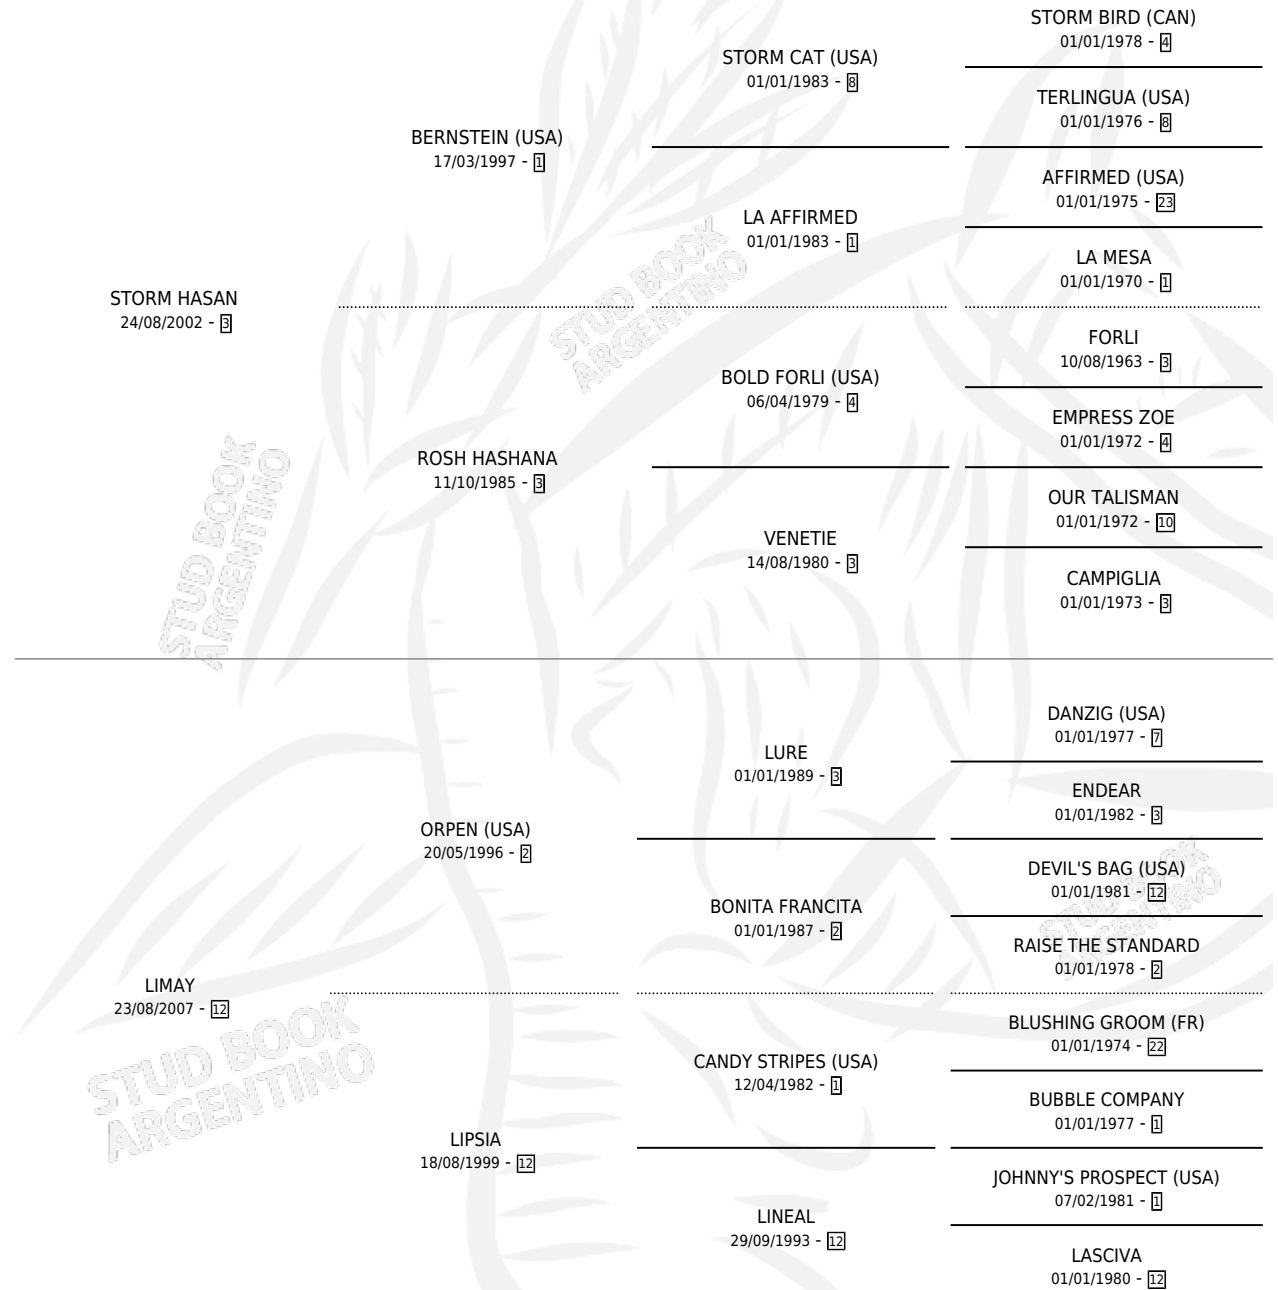 STORM BIRD (CAN)
01/01/1978 - 4
STORM CAT (USA)
01/01/1983 - 8
TERLINGUA (USA)
01/01/1976 - 8
BERNSTEIN (USA)
17/03/1997 - 1
AFFIRMED (USA)
01/01/1975 - 23
LA AFFIRMED
01/01/1983 - 1
LA MESA
01/01/1970 - 1
STORM HASAN
24/08/2002 - 3
FORLI
10/08/1963 - 3
BOLD FORLI (USA)
06/04/1979 - 4
EMPRESS ZOE
01/01/1972 - 4
ROSH HASHANA
11/10/1985 - 3
OUR TALISMAN
01/01/1972 - 10
VENETIE
14/08/1980 - 3
CAMPIGLIA
01/01/1973 - 3
STUD BOOK
ARGENTINO
STUD BOOK
ARGENTINO
DANZIG (USA)
01/01/1977 - 7
LURE
01/01/1989 - 3
ENDEAR
01/01/1982 - 3
ORPEN (USA)
20/05/1996 - 2
DEVIL'S BAG (USA)
01/01/1981 - 12
BONITA FRANCITA
01/01/1987 - 2
RAISE THE STANDARD
01/01/1978 - 2
LIMAY
23/08/2007 - 12
BLUSHING GROOM (FR)
01/01/1974 - 22
CANDY STRIPES (USA)
12/04/1982 - 1
BUBBLE COMPANY
01/01/1977 - 1
LIPSIA
18/08/1999 - 12
JOHNNY'S PROSPECT (USA)
07/02/1981 - 1
LINEAL
29/09/1993 - 12
LASCIVA
01/01/1980 - 12
STUD BOOK
ARGENTINO
STUD BOOK
ARGENTINO